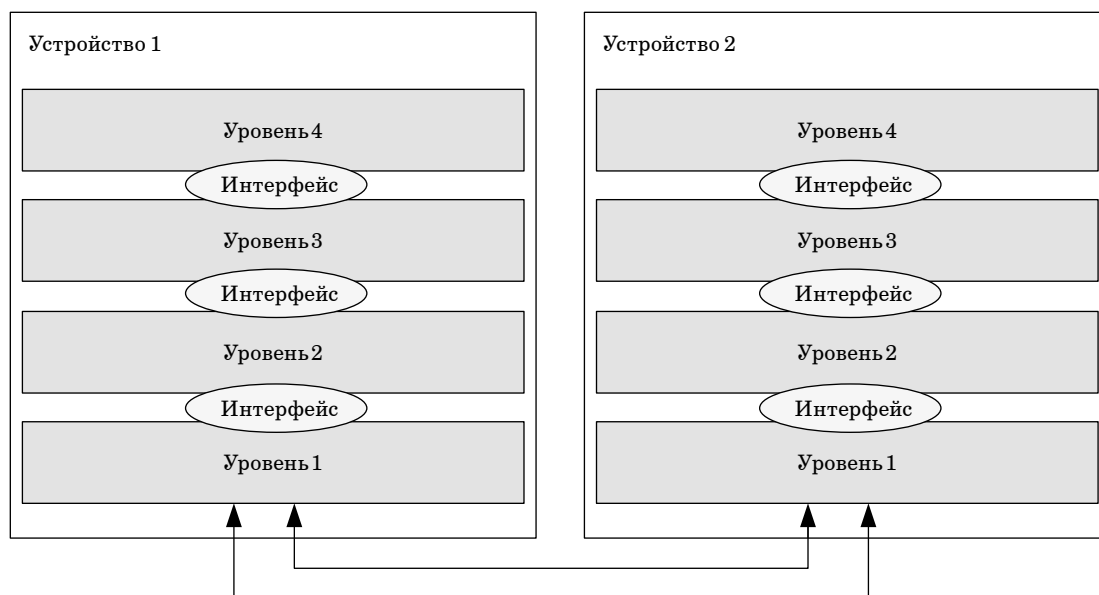 Устройство 1
Уровень 4
Интерфейс
Уровень 3
Интерфейс
Уровень 2
Интерфейс
Уровень 1
Устройство 2
Уровень 4
Интерфейс
Уровень 3
Интерфейс
Уровень 2
Интерфейс
Уровень 1